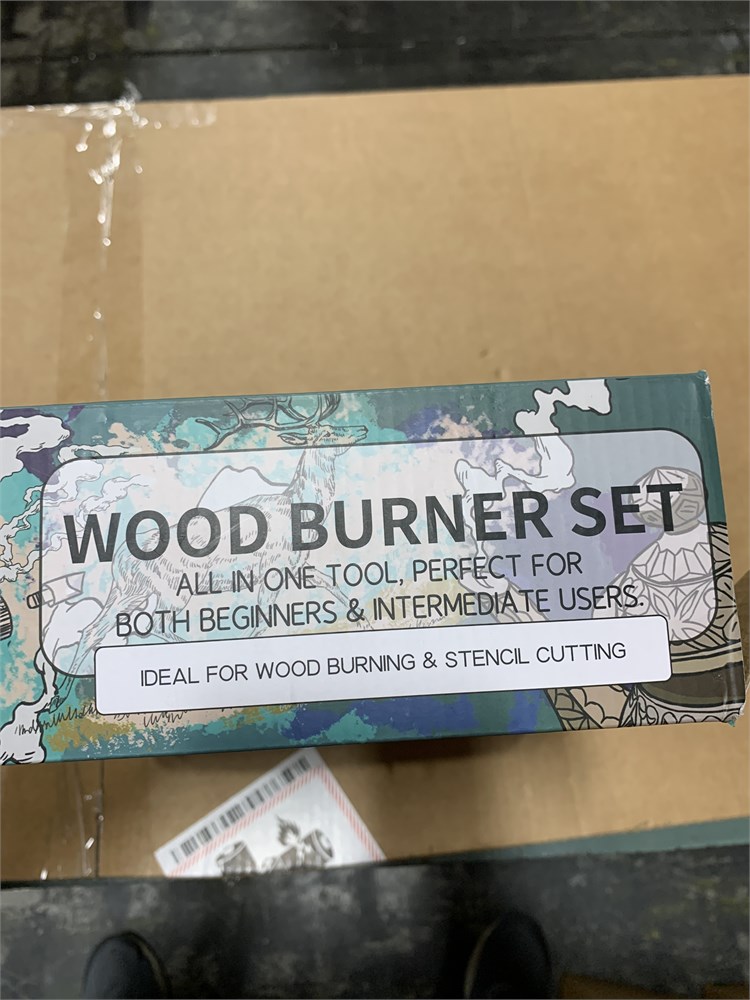 WOOD BURNER SET
ALL IN ONE TOOL, PERFECT FOR
BOTH BEGINNERS & INTERMEDIATE USERS.
IDEAL FOR WOOD BURNING & STENCIL CUTTING